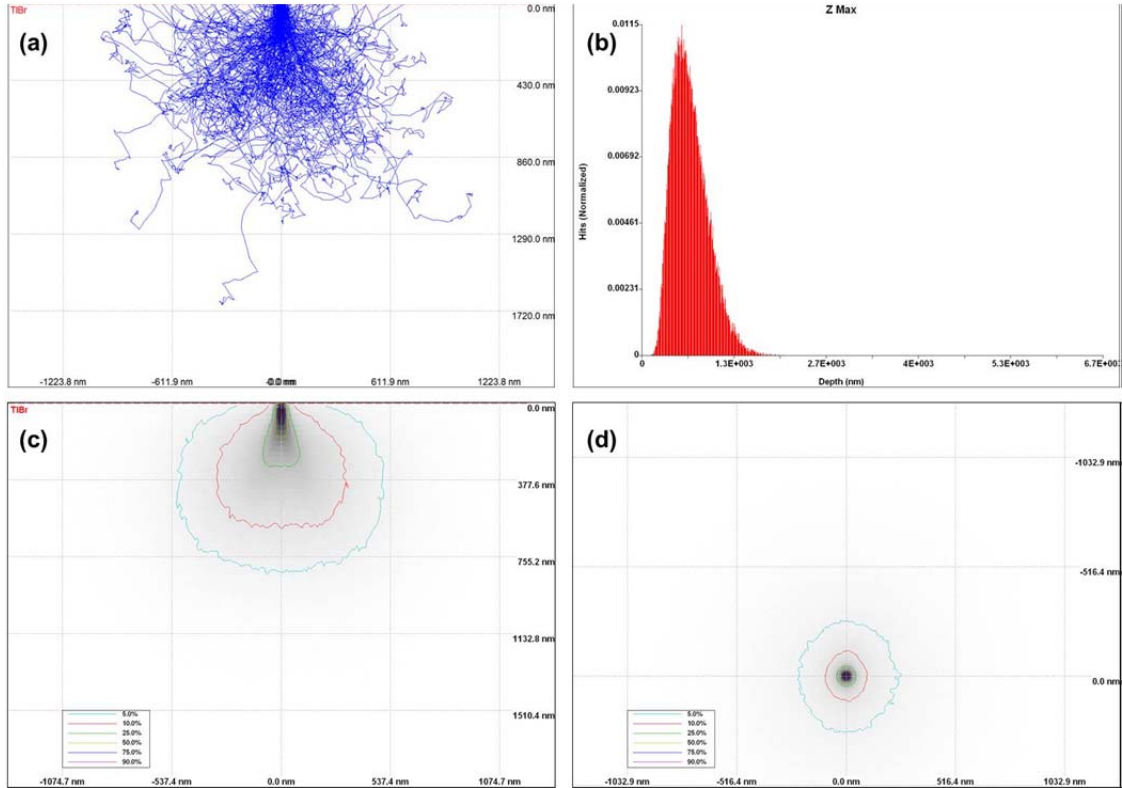 TlBr
(a)
0.0 nm
430.0 nm
860.0 nm
1290.0 nm
1720.0 nm
-1223.8 nm
-611.9 nm
611.9 nm
1223.8 nm
(b)
Z Max
Hits (Normalized)
0.0115
0.00923
0.00692
0.00461
0.00231
0
0
1.3E+003
2.7E+003
4E+003
5.3E+003
6.7E+003
Depth (nm)
TlBr
(c)
0.0 nm
377.6 nm
755.2 nm
1132.8 nm
1510.4 nm
5.0%
10.0%
25.0%
50.0%
75.0%
90.0%
-1074.7 nm
-537.4 nm
0.0 nm
537.4 nm
1074.7 nm
(d)
-1032.9 nm
-516.4 nm
0.0 nm
5.0%
10.0%
25.0%
50.0%
75.0%
90.0%
-1032.9 nm
-516.4 nm
0.0 nm
516.4 nm
1032.9 nm